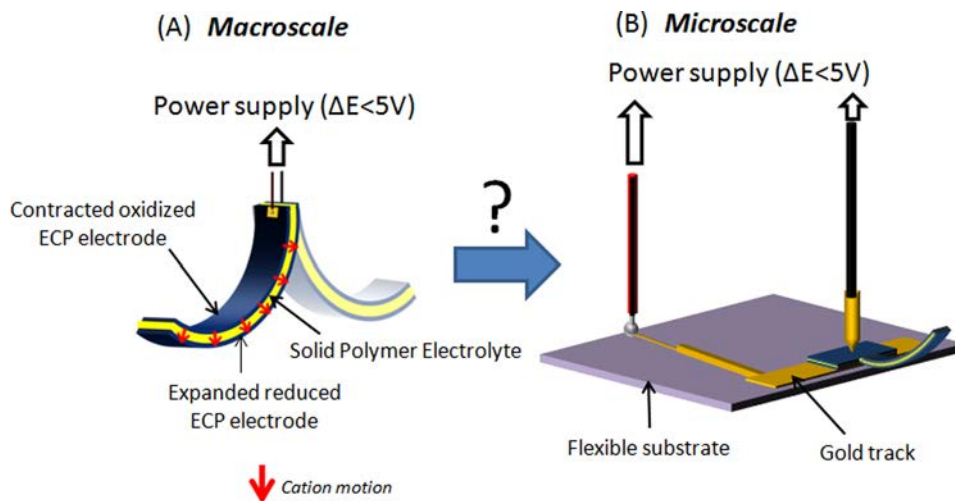 (A) Macroscale
Power supply (ΔE<5V)
Contracted oxidized
ECP electrode
Solid Polymer Electrolyte
Expanded reduced
ECP electrode
Cation motion
?
(B) Microscale
Power supply (ΔE<5V)
Flexible substrate
Gold track